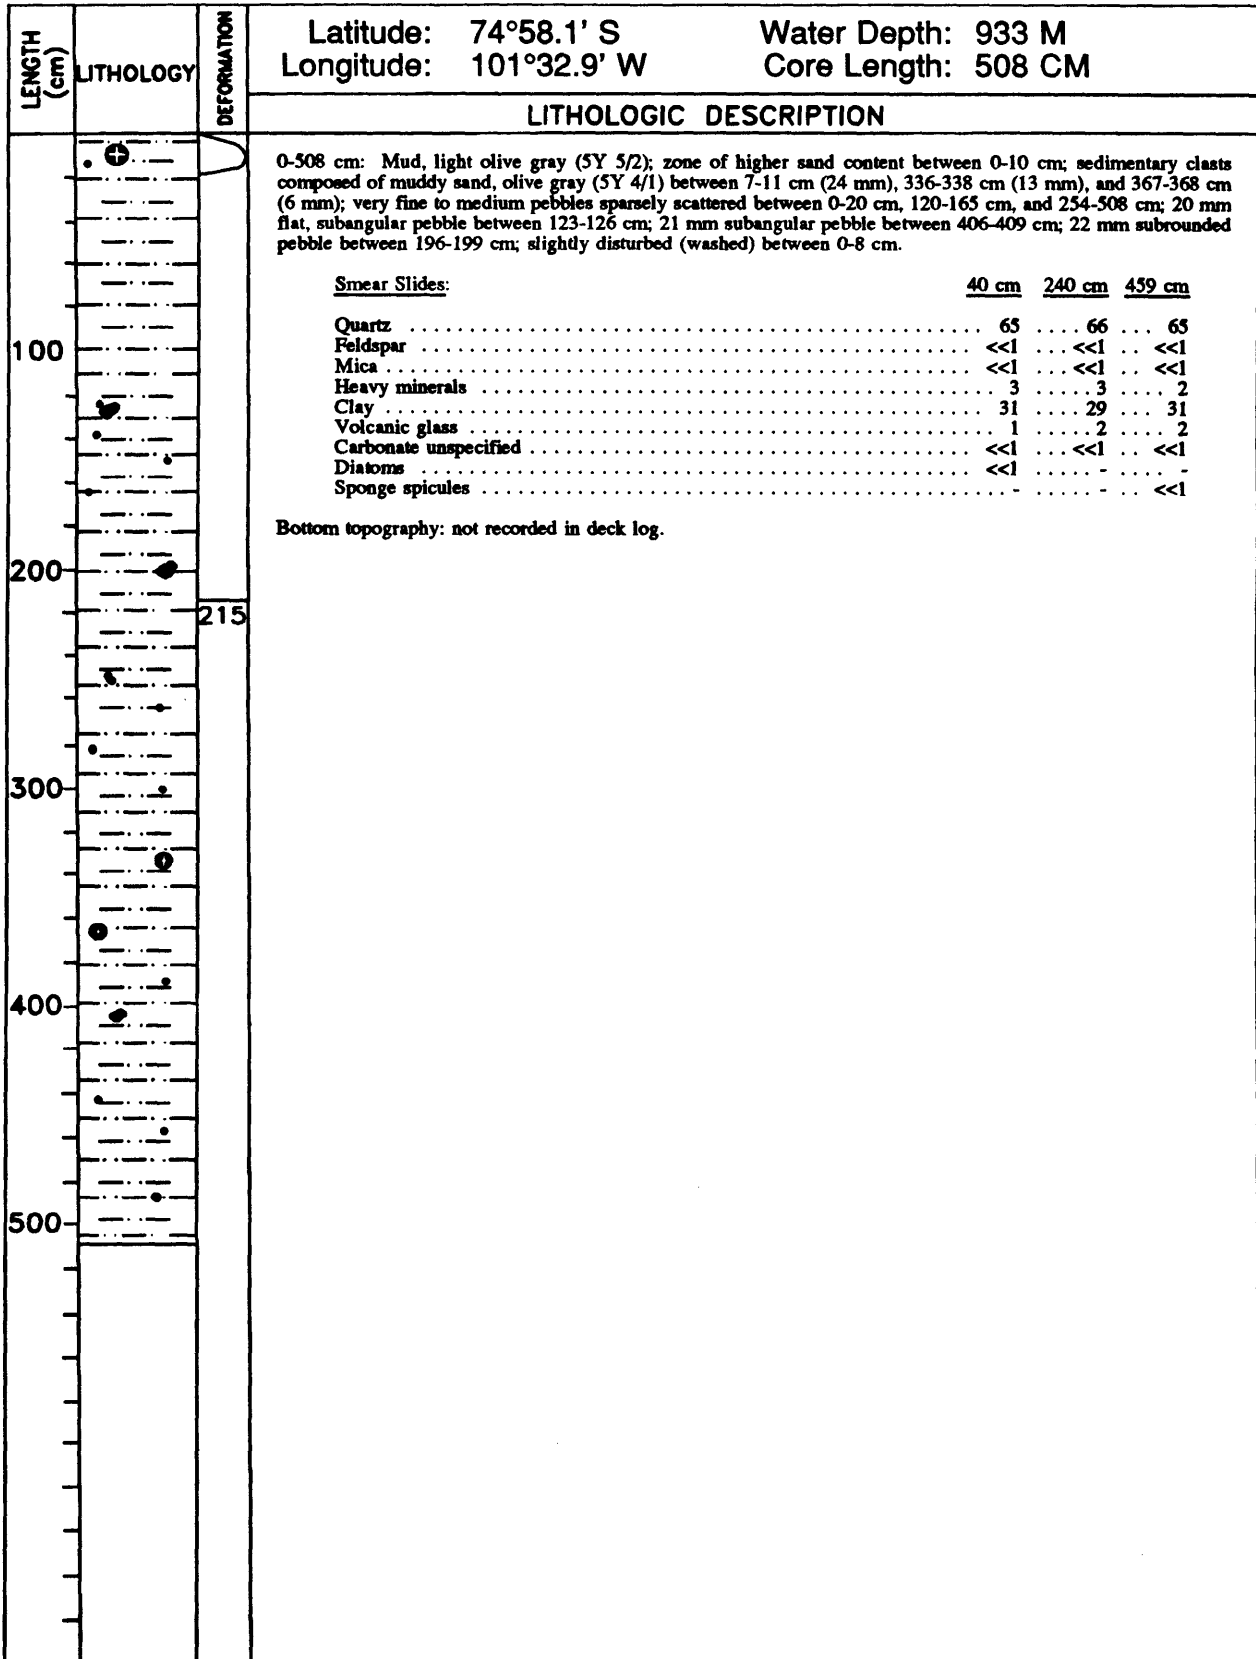 LENGTH (cm)
LITHOLOGY
DEFORMATION
Latitude: 74°58.1' S Water Depth: 933 M
Longitude: 101°32.9' W Core Length: 508 CM
LITHOLOGIC DESCRIPTION
0-508 cm: Mud, light olive gray (5Y 5/2); zone of higher sand content between 0-10 cm; sedimentary clasts
composed of muddy sand, olive gray (5Y 4/1) between 7-11 cm (24 mm), 336-338 cm (13 mm), and 367-368 cm
(6 mm); very fine to medium pebbles sparsely scattered between 0-20 cm, 120-165 cm, and 254-508 cm; 20 mm
flat, subangular pebble between 123-126 cm; 21 mm subangular pebble between 406-409 cm; 22 mm subrounded
pebble between 196-199 cm; slightly disturbed (washed) between 0-8 cm.
Smear Slides: 40 cm 240 cm 459 cm
Quartz 65 66 65
Feldspar <<1 <<1 <<1
Mica <<1 <<1 <<1
Heavy minerals 3 3 2
Clay 31 29 31
Volcanic glass 1 2 2
Carbonate unspecified <<1 <<1 <<1
Diatoms <<1 - -
Sponge spicules - - <<1
Bottom topography: not recorded in deck log.
100
200
215
300
400
500